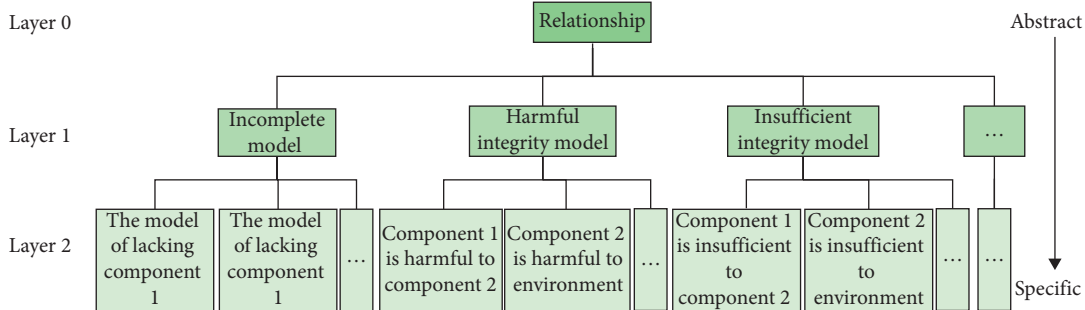 Layer 0
Relationship
Abstract
Layer 1
Incomplete
model
Harmful
integrity model
Insufficient
integrity model
...
Layer 2
The model
of lacking
component
1
The model
of lacking
component
1
...
Component 1
is harmful to
component 2
Component 2
is harmful to
environment
...
Component 1
is insufficient
to
component 2
Component 2
is insufficient
to
environment
...
...
Specific